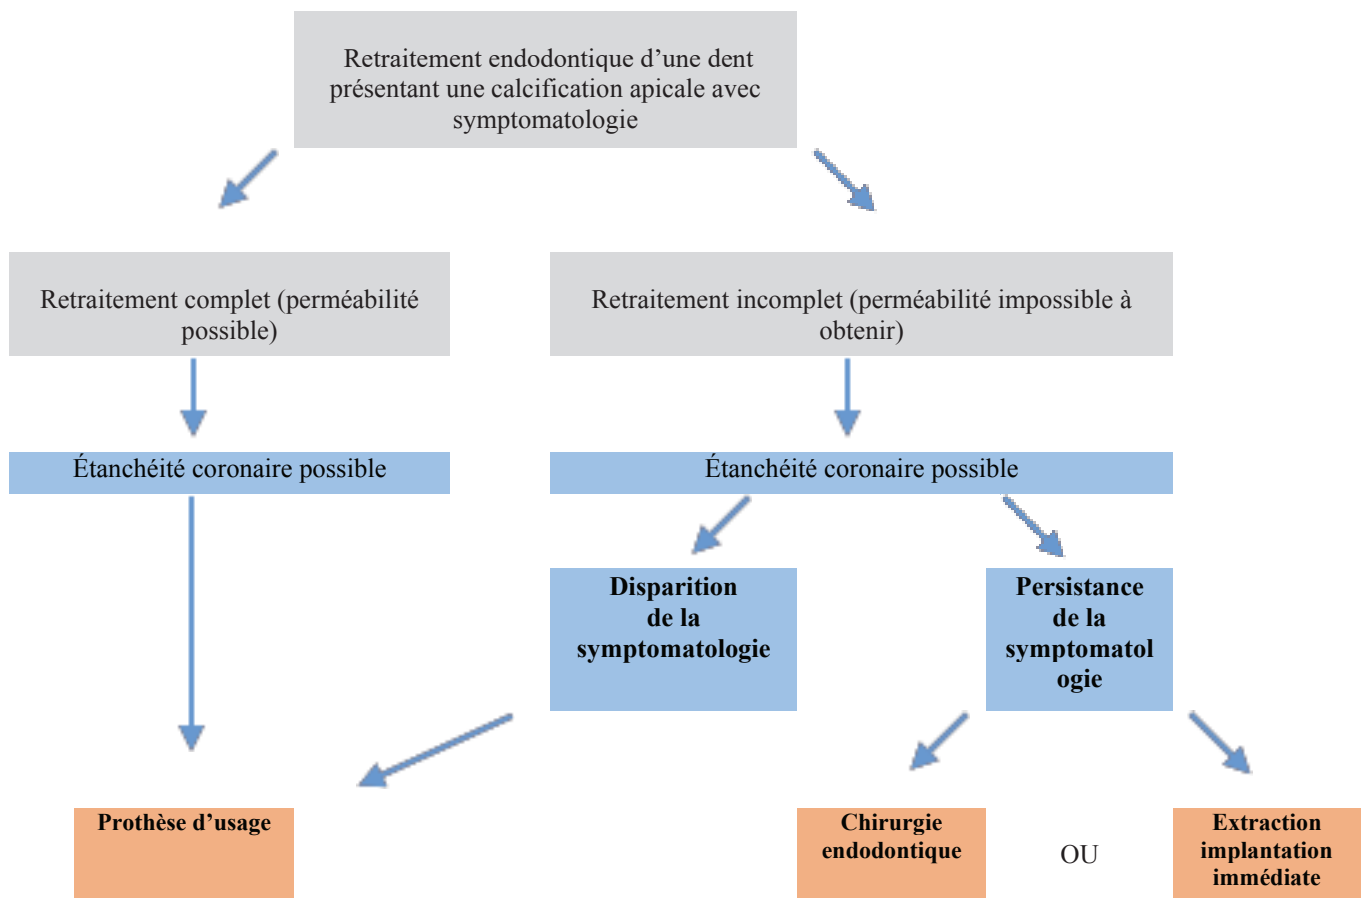 Retraitement endodontique d’une dent
présentant une calcification apicale avec
symptomatologie
Retraitement complet (perméabilité
possible)
Retraitement incomplet (perméabilité impossible à
obtenir)
Étanchéité coronaire possible
Étanchéité coronaire possible
Disparition
de la
symptomatologie
Persistance
de la
symptomatol
ogie
Prothèse d’usage
Chirurgie
endodontique
OU
Extraction
implantation
immédiate